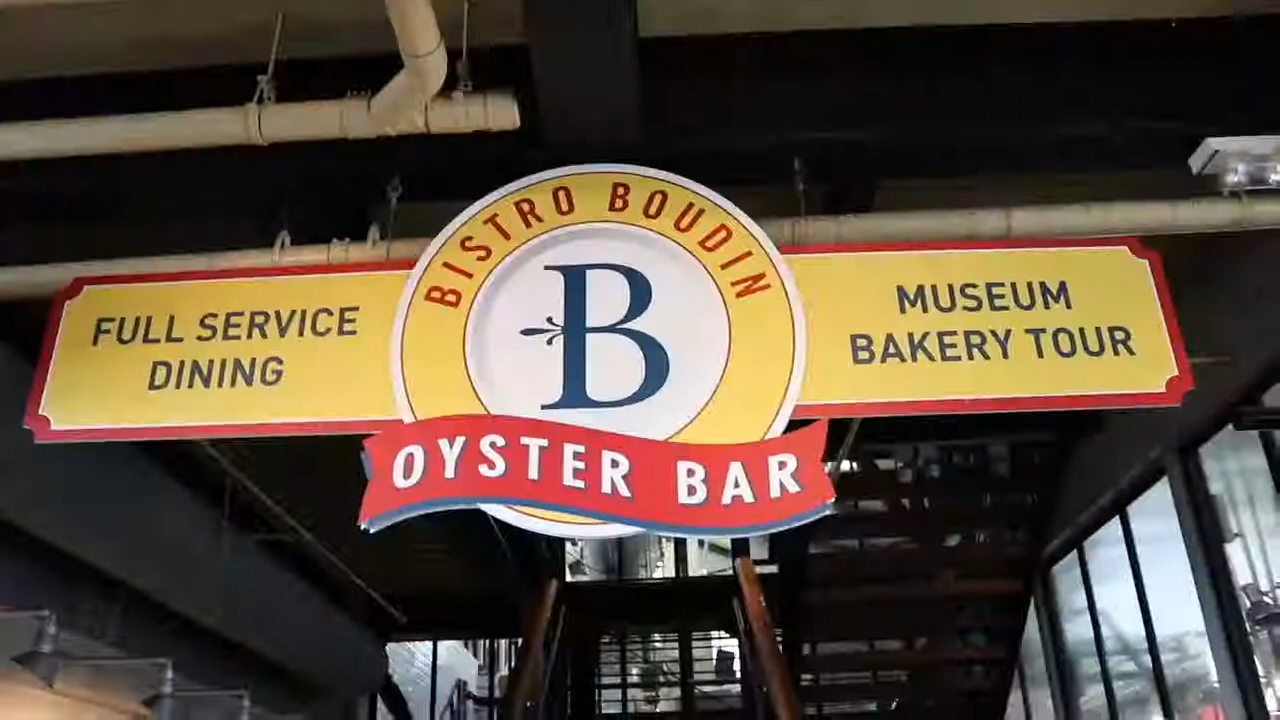 BISTRO BOUDIN
B
OYSTER BAR
FULL SERVICE
DINING
MUSEUM
BAKERY TOUR